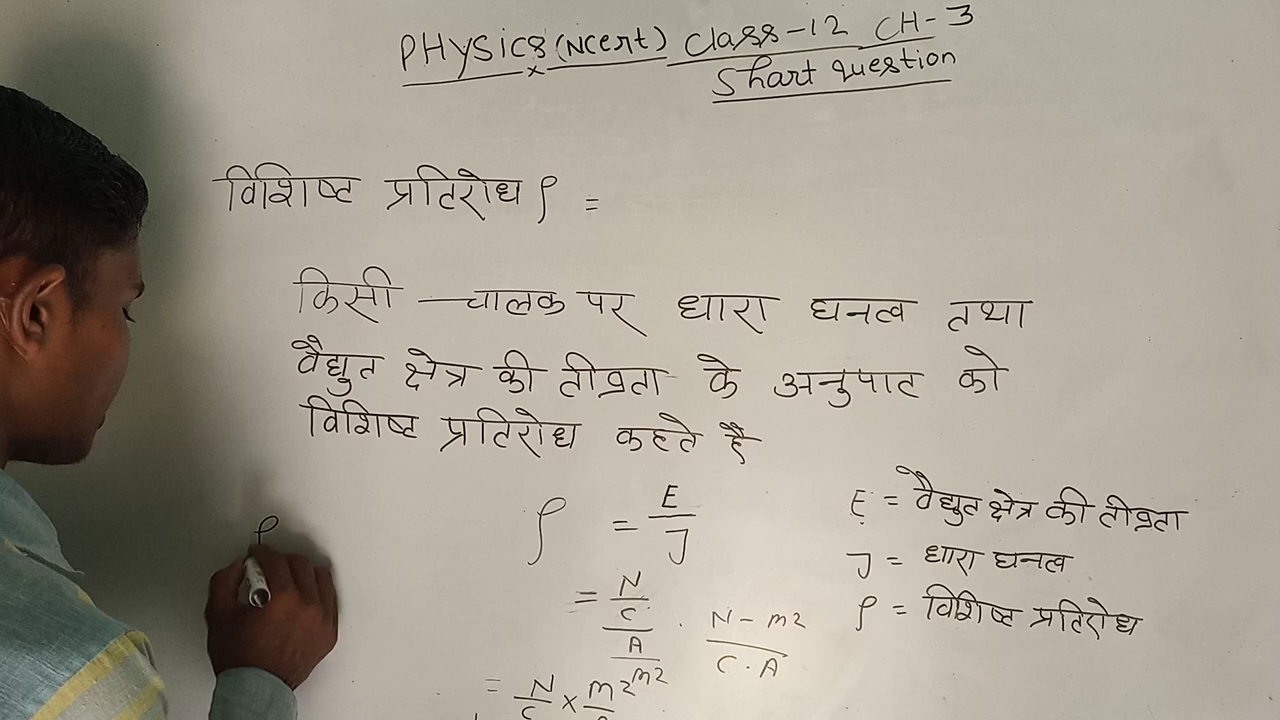 PHysics (Ncert) Class-12 CH-3
Short question
विशिष्ट प्रतिरोध ρ =
किसी चालक पर धारा घनत्व तथा
वैद्युत क्षेत्र की तीव्रता के अनुपात को
विशिष्ट प्रतिरोध कहते है
ρ = E/J
E = वैद्युत क्षेत्र की तीव्रता
J = धारा घनत्व
ρ = विशिष्ट प्रतिरोध
= N/C / A/m2 . N-m2/C.A
= N/C × m2
ρ